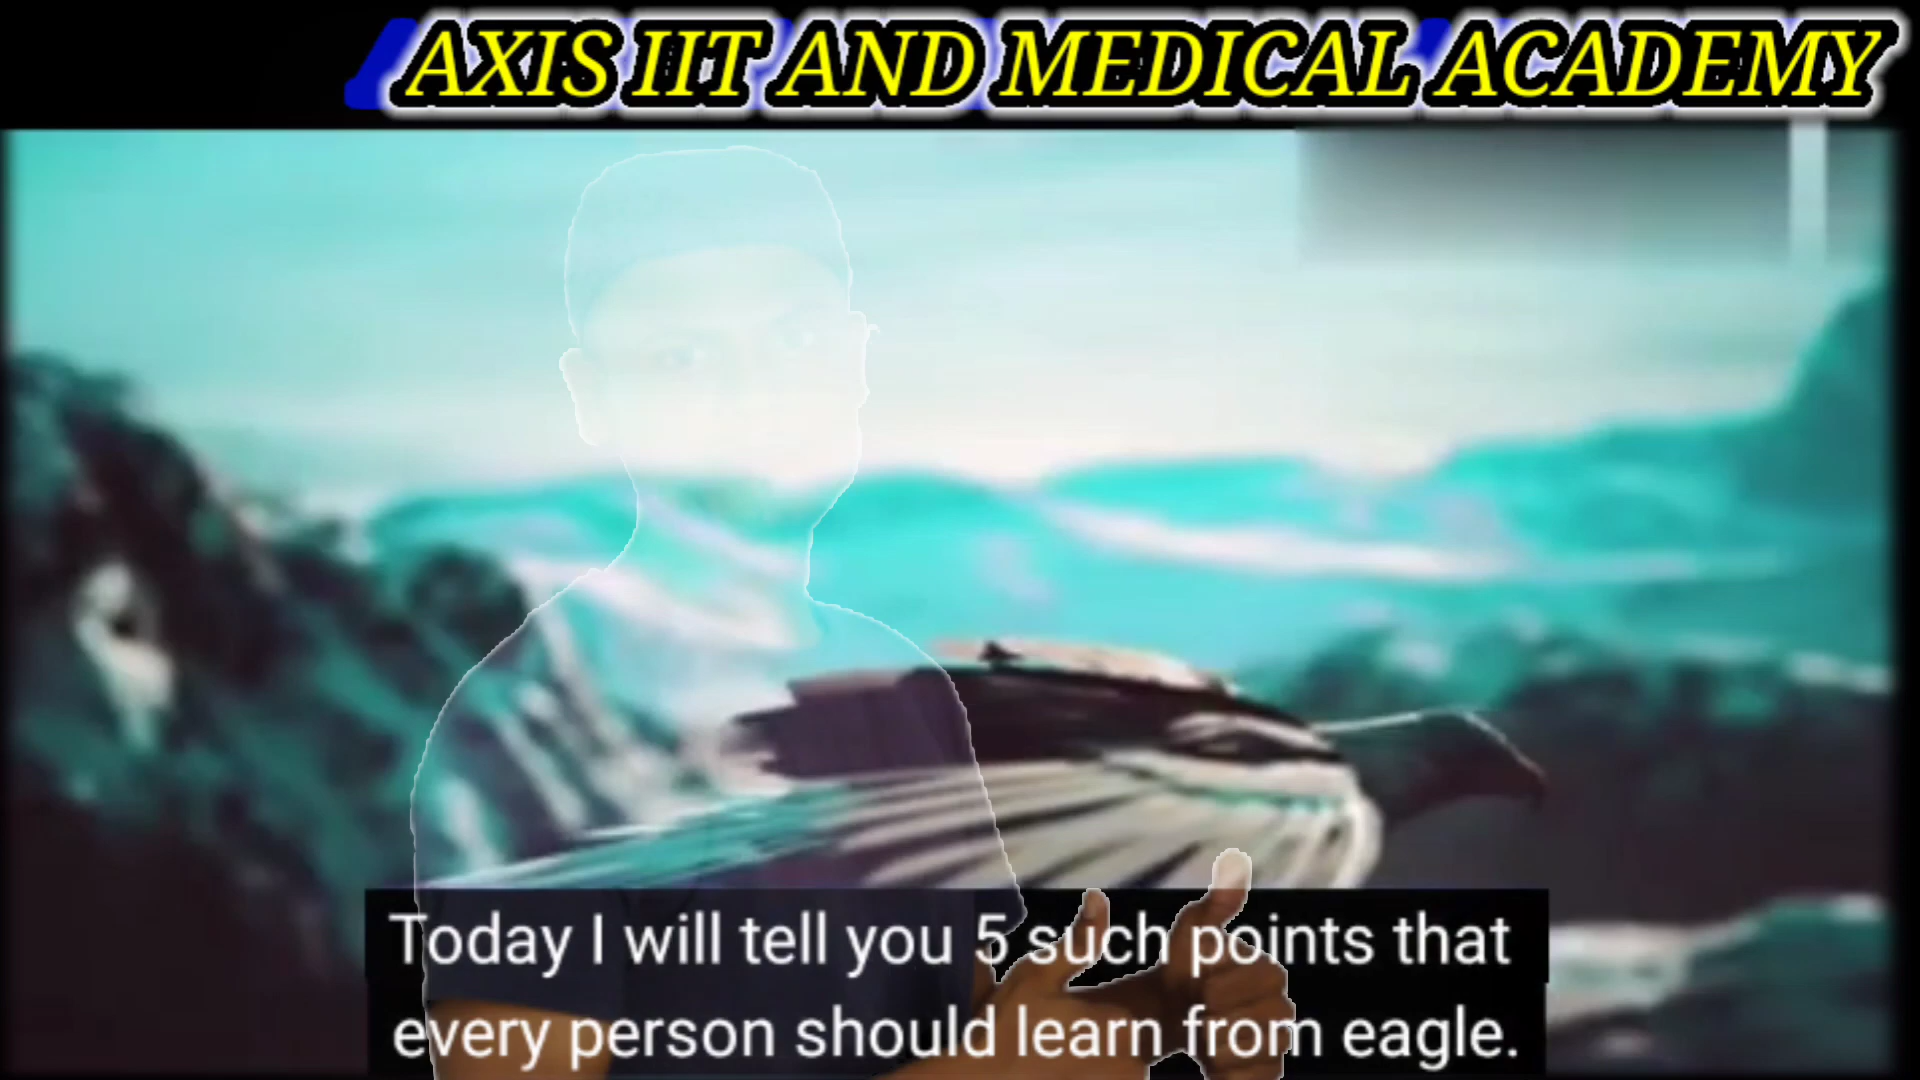 AXIS IIT AND MEDICAL ACADEMY
Today I will tell you 5 such points that
every person should learn from eagle.